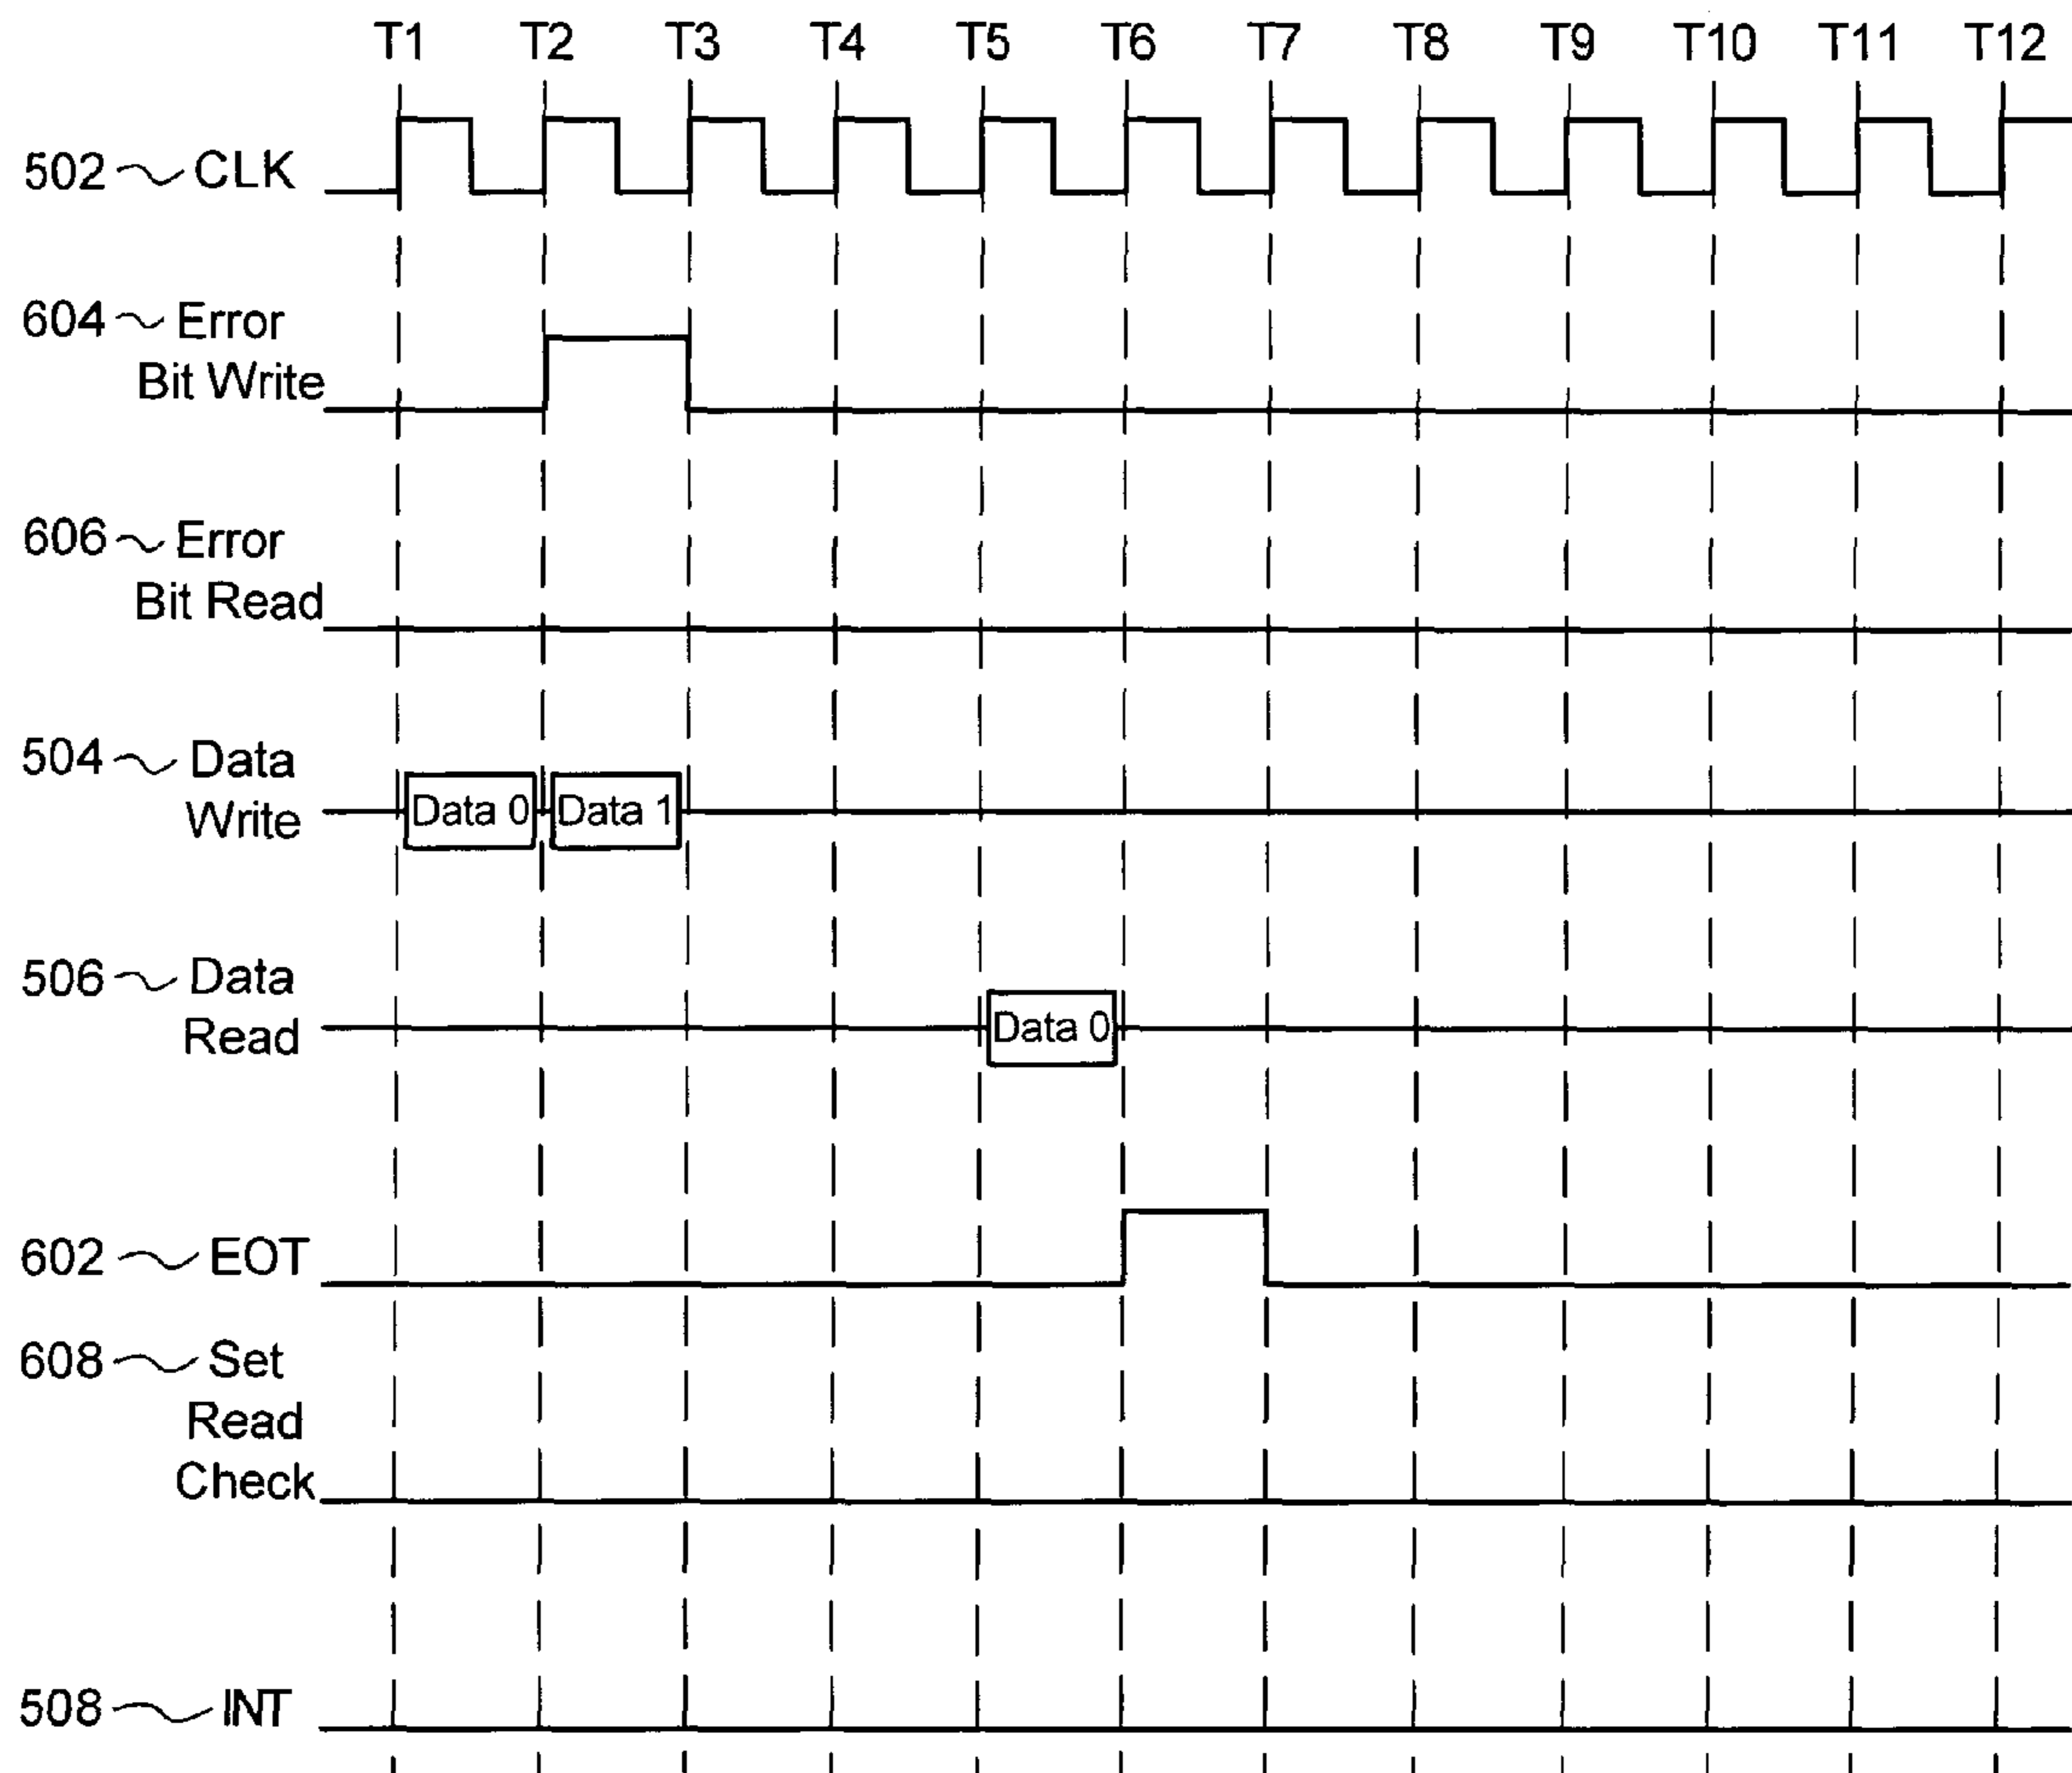 T1 T2 T3 T4 T5 T6 T7 T8 T9 T10 T11 T12
502 CLK
604 Error
Bit Write
606 Error
Bit Read
504 Data
Write
Data 0 Data 1
506 Data
Read
Data 0
602 EOT
608 Set
Read
Check
508 INT